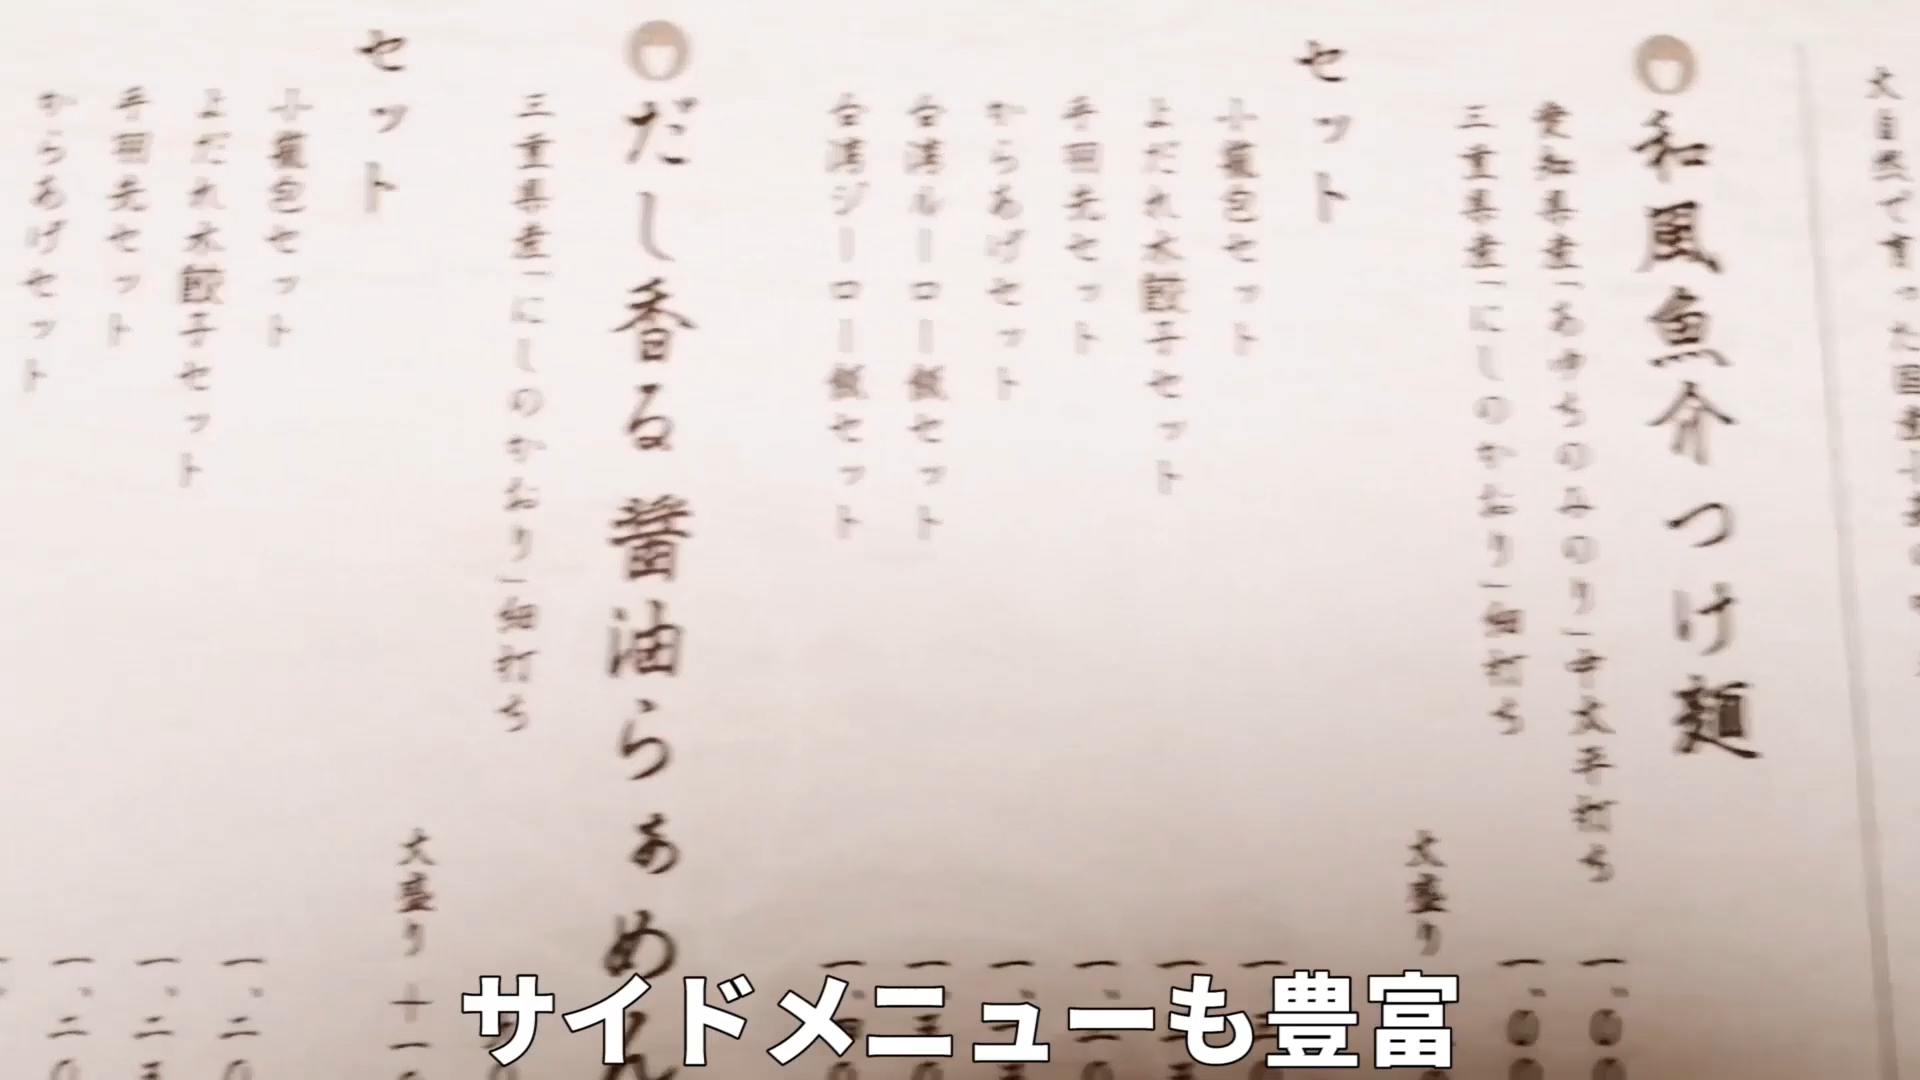 和風魚介つけ麺
愛知県産「あゆちのみのり」中太平打ち
三重県産「にしのかおり」細打ち
大盛り
セット
小籠包セット
よだれ水餃子セット
手羽先セット
からあげセット
台湾ルーロー飯セット
台湾ジーロー飯セット
だし香る醤油らぁめん
三重県産「にしのかおり」細打ち
大盛り
セット
小籠包セット
よだれ水餃子セット
手羽先セット
からあげセット
サイドメニューも豊富